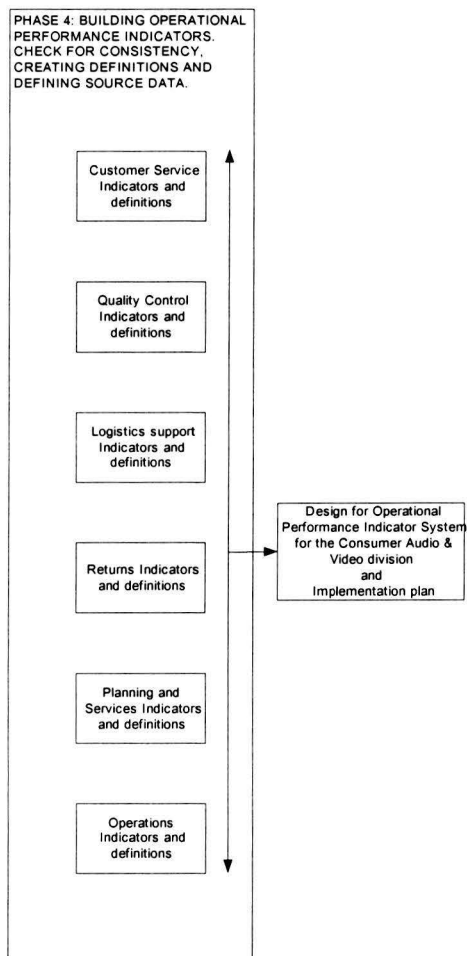 PHASE 4: BUILDING OPERATIONAL
PERFORMANCE INDICATORS.
CHECK FOR CONSISTENCY,
CREATING DEFINITIONS AND
DEFINING SOURCE DATA.
Customer Service
Indicators and
definitions
Quality Control
Indicators and
definitions
Logistics support
Indicators and
definitions
Returns Indicators
and definitions
Planning and
Services Indicators
and definitions
Operations
Indicators and
definitions
Design for Operational
Performance Indicator System
for the Consumer Audio &
Video division
and
Implementation plan